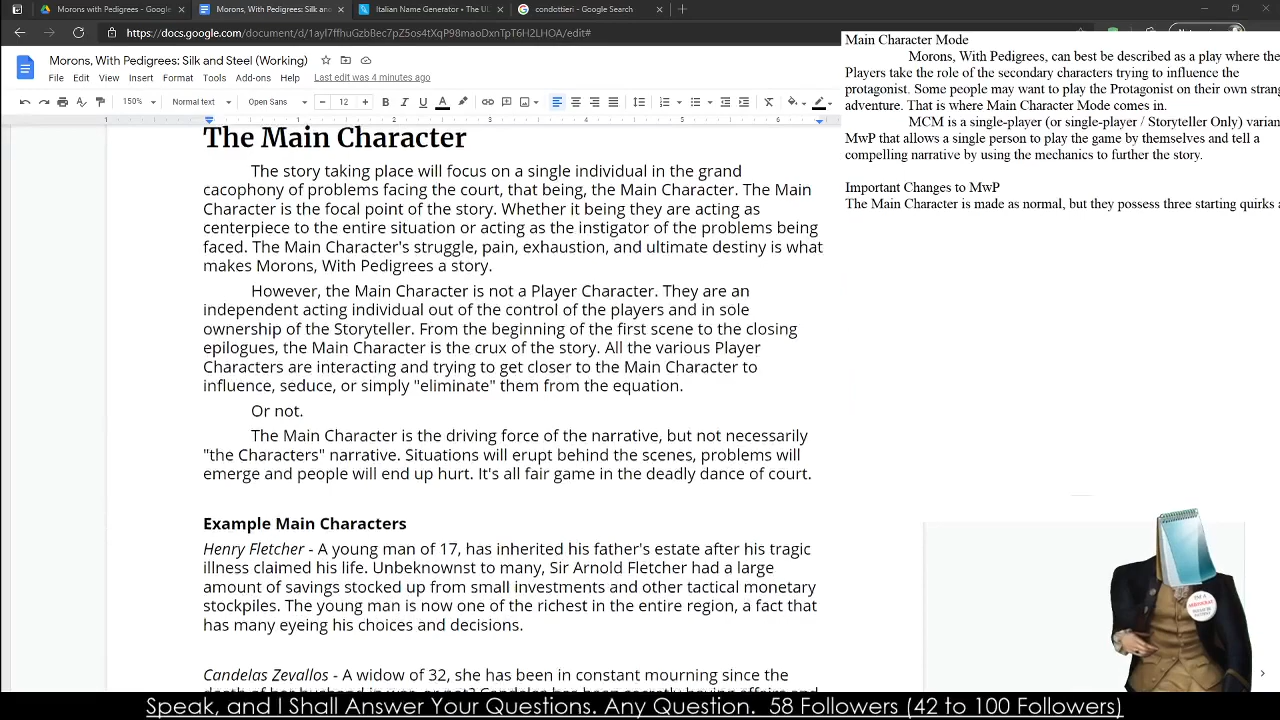 Morons with Pedigrees - Google
Morons, With Pedigrees: Silk and
Italian Name Generator • The U
condottieri - Google Search
https://docs.google.com/document/d/1ayI7ffhuGzbBec7pZ5os4tXqP98maoDxnTpT6H2LHOA/edit#
Morons, With Pedigrees: Silk and Steel (Working)
File Edit View Insert Format Tools Add-ons Help Last edit was 4 minutes ago
150% Normal text Open Sans 12
1 1 2 3 4 5 6
The Main Character
The story taking place will focus on a single individual in the grand
cacophony of problems facing the court, that being, the Main Character. The Main
Character is the focal point of the story. Whether it being they are acting as
centerpiece to the entire situation or acting as the instigator of the problems being
faced. The Main Character's struggle, pain, exhaustion, and ultimate destiny is what
makes Morons, With Pedigrees a story.
However, the Main Character is not a Player Character. They are an
independent acting individual out of the control of the players and in sole
ownership of the Storyteller. From the beginning of the first scene to the closing
epilogues, the Main Character is the crux of the story. All the various Player
Characters are interacting and trying to get closer to the Main Character to
influence, seduce, or simply "eliminate" them from the equation.
Or not.
The Main Character is the driving force of the narrative, but not necessarily
"the Characters" narrative. Situations will erupt behind the scenes, problems will
emerge and people will end up hurt. It's all fair game in the deadly dance of court.
Example Main Characters
Henry Fletcher - A young man of 17, has inherited his father's estate after his tragic
illness claimed his life. Unbeknownst to many, Sir Arnold Fletcher had a large
amount of savings stocked up from small investments and other tactical monetary
stockpiles. The young man is now one of the richest in the entire region, a fact that
has many eyeing his choices and decisions.
Candelas Zevallos - A widow of 32, she has been in constant mourning since the
Main Character Mode
Morons, With Pedigrees, can best be described as a play where the
Players take the role of the secondary characters trying to influence the
protagonist. Some people may want to play the Protagonist on their own strang
adventure. That is where Main Character Mode comes in.
MCM is a single-player (or single-player / Storyteller Only) varian
MwP that allows a single person to play the game by themselves and tell a
compelling narrative by using the mechanics to further the story.
Important Changes to MwP
The Main Character is made as normal, but they possess three starting quirks a
Speak, and I Shall Answer Your Questions. Any Question. 58 Followers (42 to 100 Followers)